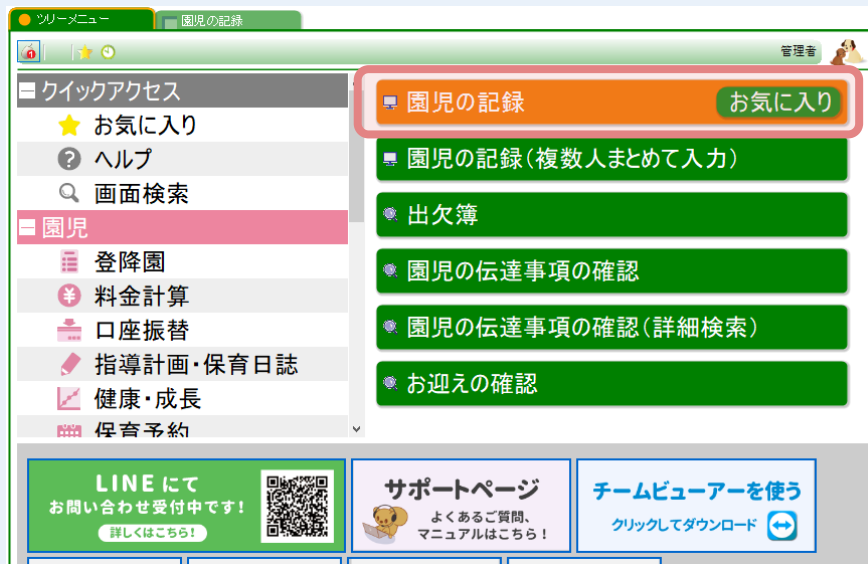 ツリーメニュー
園児の記録
管理者
クイックアクセス
お気に入り
ヘルプ
画面検索
園児
登降園
料金計算
口座振替
指導計画・保育日誌
健康・成長
保育予約
園児の記録
お気に入り
園児の記録(複数人まとめて入力)
出欠簿
園児の伝達事項の確認
園児の伝達事項の確認(詳細検索)
お迎えの確認
LINEにて
お問い合わせ受付中です!
詳しくはこちら!
サポートページ
よくあるご質問、
マニュアルはこちら!
チームビューアーを使う
クリックしてダウンロード